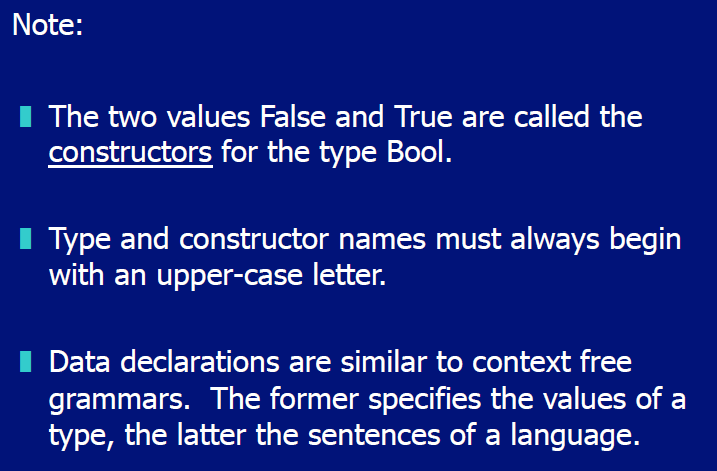 Note:
The two values False and True are called the
constructors for the type Bool.
Type and constructor names must always begin
with an upper-case letter.
Data declarations are similar to context free
grammars.  The former specifies the values of a
type, the latter the sentences of a language.